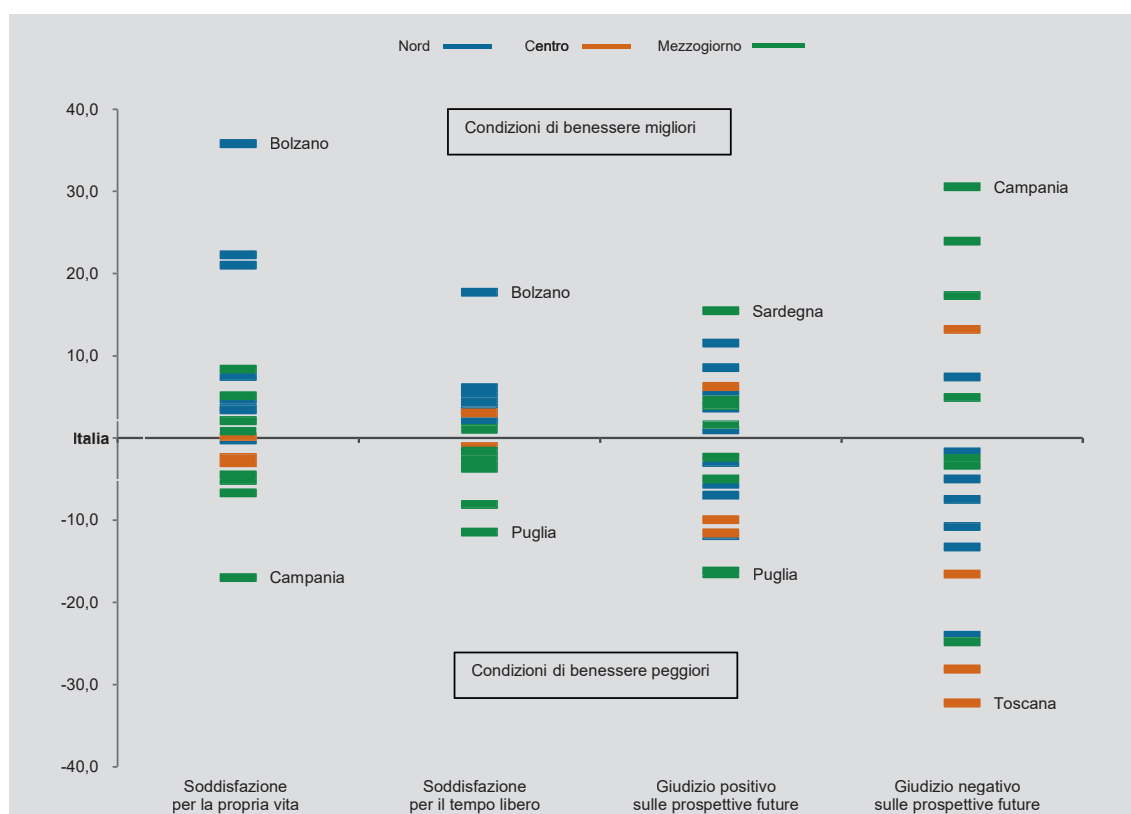 Nord Centro Mezzogiorno
40,0
Condizioni di benessere migliori
Bolzano
30,0
Campania
20,0
Bolzano
Sardegna
10,0
Italia
-10,0
Puglia
Campania
Puglia
-20,0
Condizioni di benessere peggiori
-30,0
Toscana
-40,0
Soddisfazione
per la propria vita
Soddisfazione
per il tempo libero
Giudizio positivo
sulle prospettive future
Giudizio negativo
sulle prospettive future